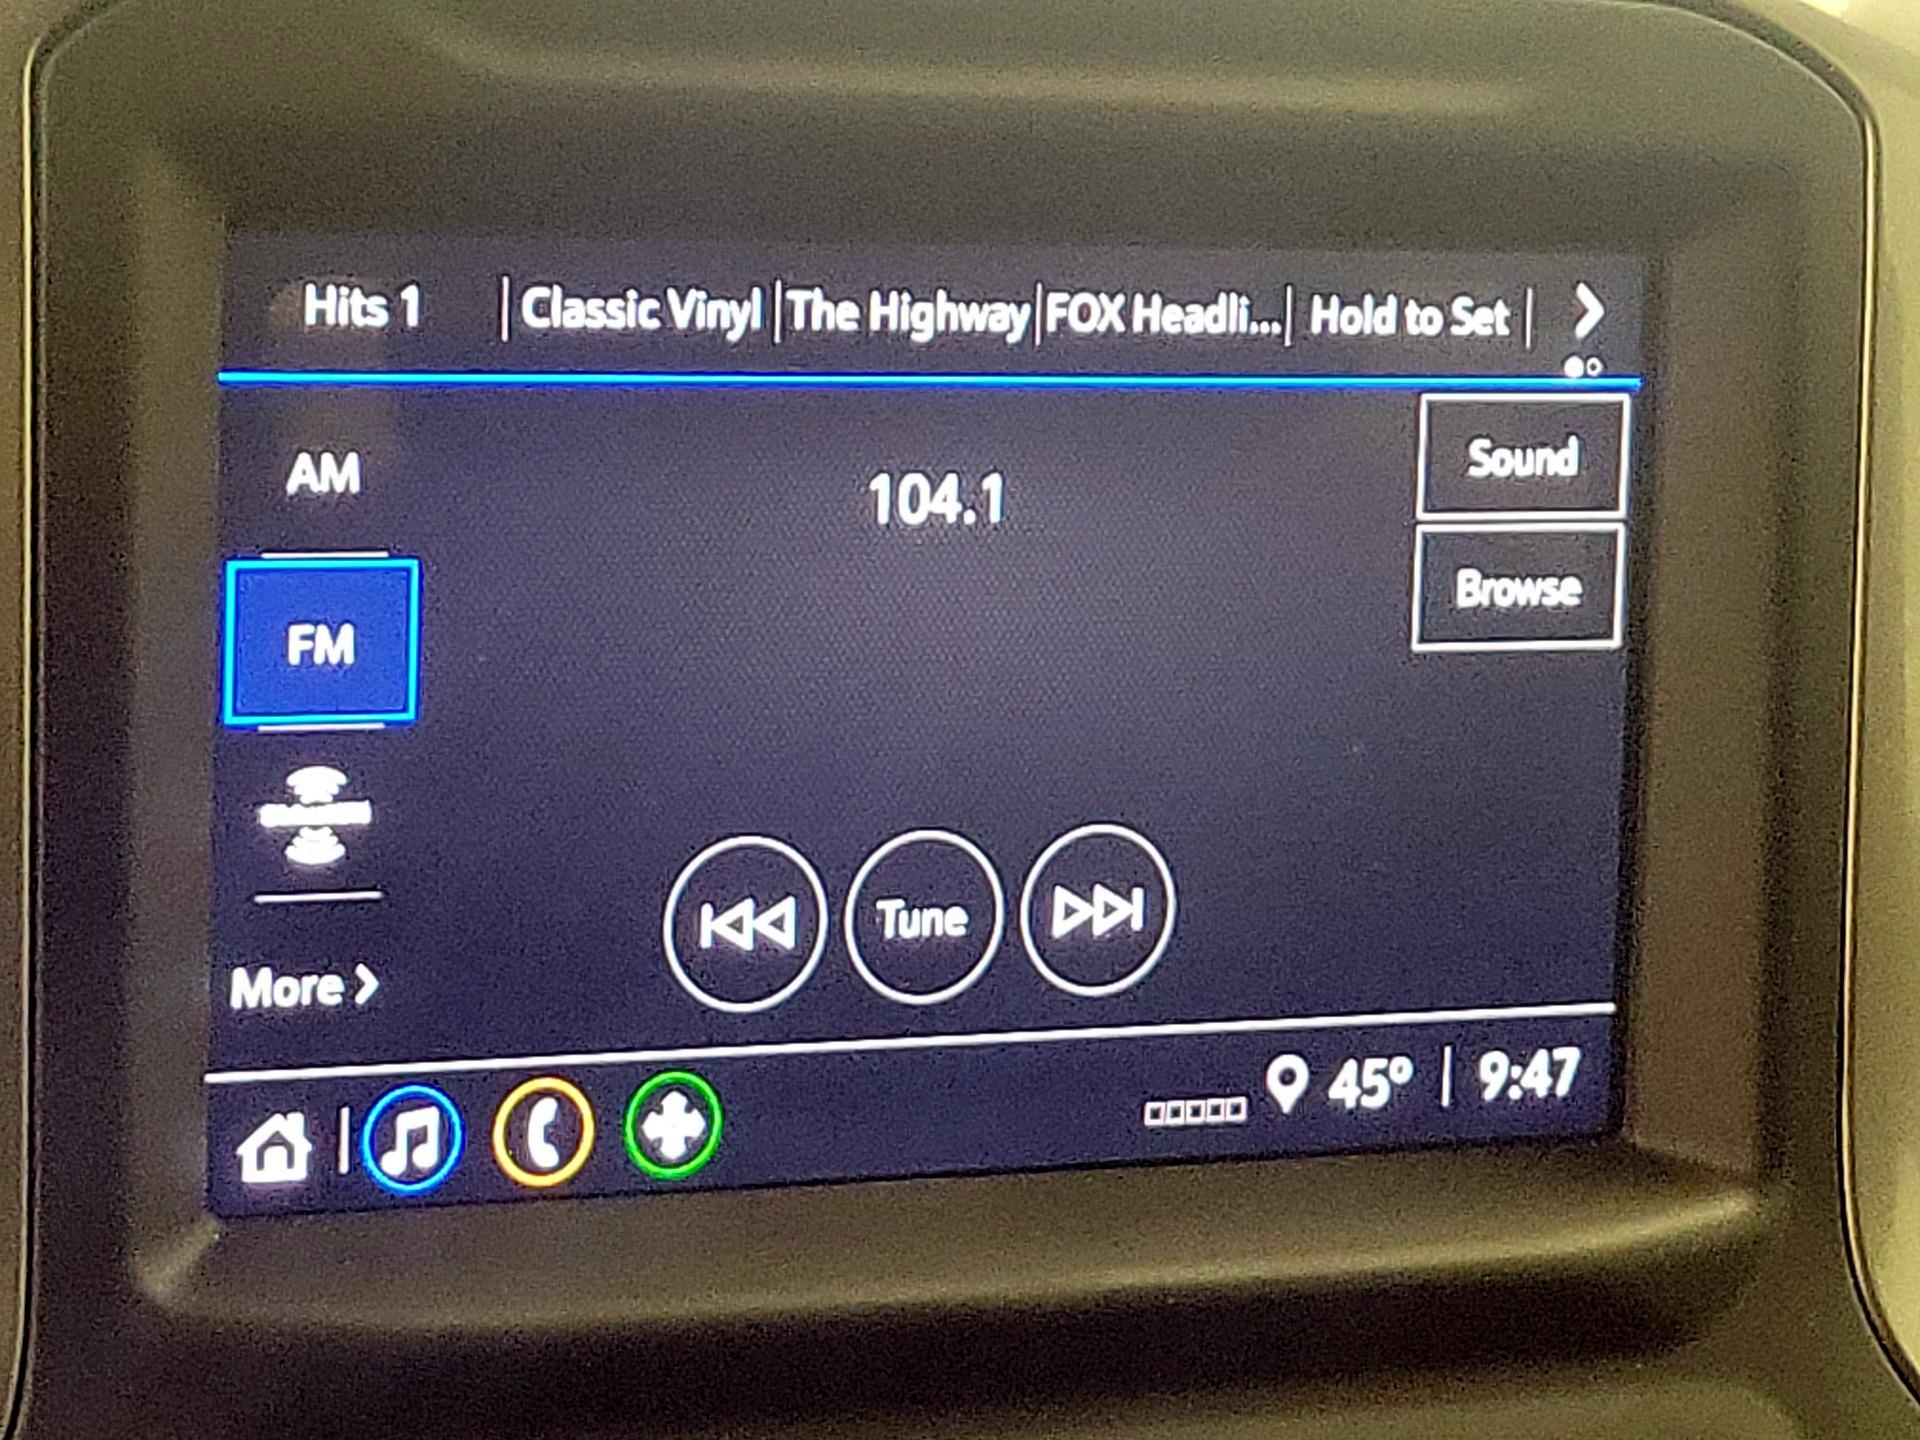 Hits 1 | Classic Vinyl | The Highway | FOX Headli... | Hold to Set |
AM
104.1
Sound
Browse
FM
Tune
More >
45° | 9:47